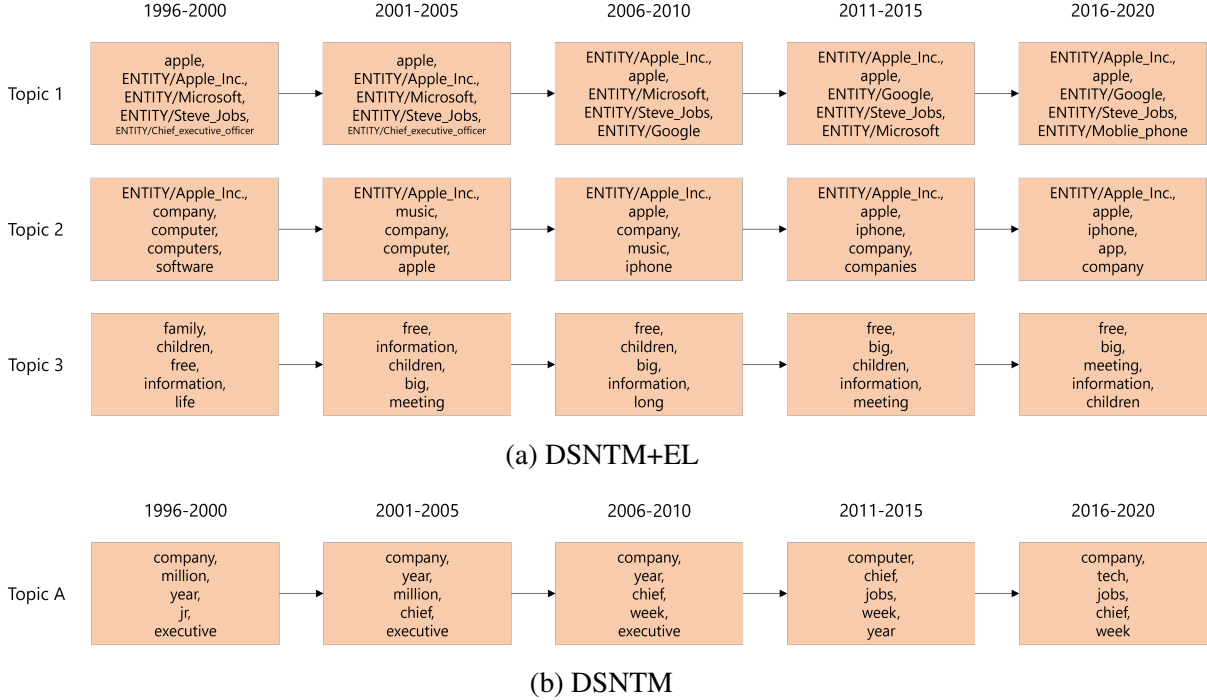 1996-2000
2001-2005
2006-2010
2011-2015
2016-2020
Topic 1
apple,
ENTITY/Apple_Inc.,
ENTITY/Microsoft,
ENTITY/Steve_Jobs,
ENTITY/Chief_executive_officer
apple,
ENTITY/Apple_Inc.,
ENTITY/Microsoft,
ENTITY/Steve_Jobs,
ENTITY/Chief_executive_officer
ENTITY/Apple_Inc.,
apple,
ENTITY/Microsoft,
ENTITY/Steve_Jobs,
ENTITY/Google
ENTITY/Apple_Inc.,
apple,
ENTITY/Google,
ENTITY/Steve_Jobs,
ENTITY/Microsoft
ENTITY/Apple_Inc.,
apple,
ENTITY/Google,
ENTITY/Steve_Jobs,
ENTITY/Moblie_phone
Topic 2
ENTITY/Apple_Inc.,
company,
computer,
computers,
software
ENTITY/Apple_Inc.,
music,
company,
computer,
apple
ENTITY/Apple_Inc.,
apple,
company,
music,
iphone
ENTITY/Apple_Inc.,
apple,
iphone,
company,
companies
ENTITY/Apple_Inc.,
apple,
iphone,
app,
company
Topic 3
family,
children,
free,
information,
life
free,
information,
children,
big,
meeting
free,
children,
big,
information,
long
free,
big,
children,
information,
meeting
free,
big,
meeting,
information,
children
(a) DSNTM+EL
1996-2000
2001-2005
2006-2010
2011-2015
2016-2020
Topic A
company,
million,
year,
jr,
executive
company,
year,
million,
chief,
executive
company,
year,
chief,
week,
executive
computer,
chief,
jobs,
week,
year
company,
tech,
jobs,
chief,
week
(b) DSNTM